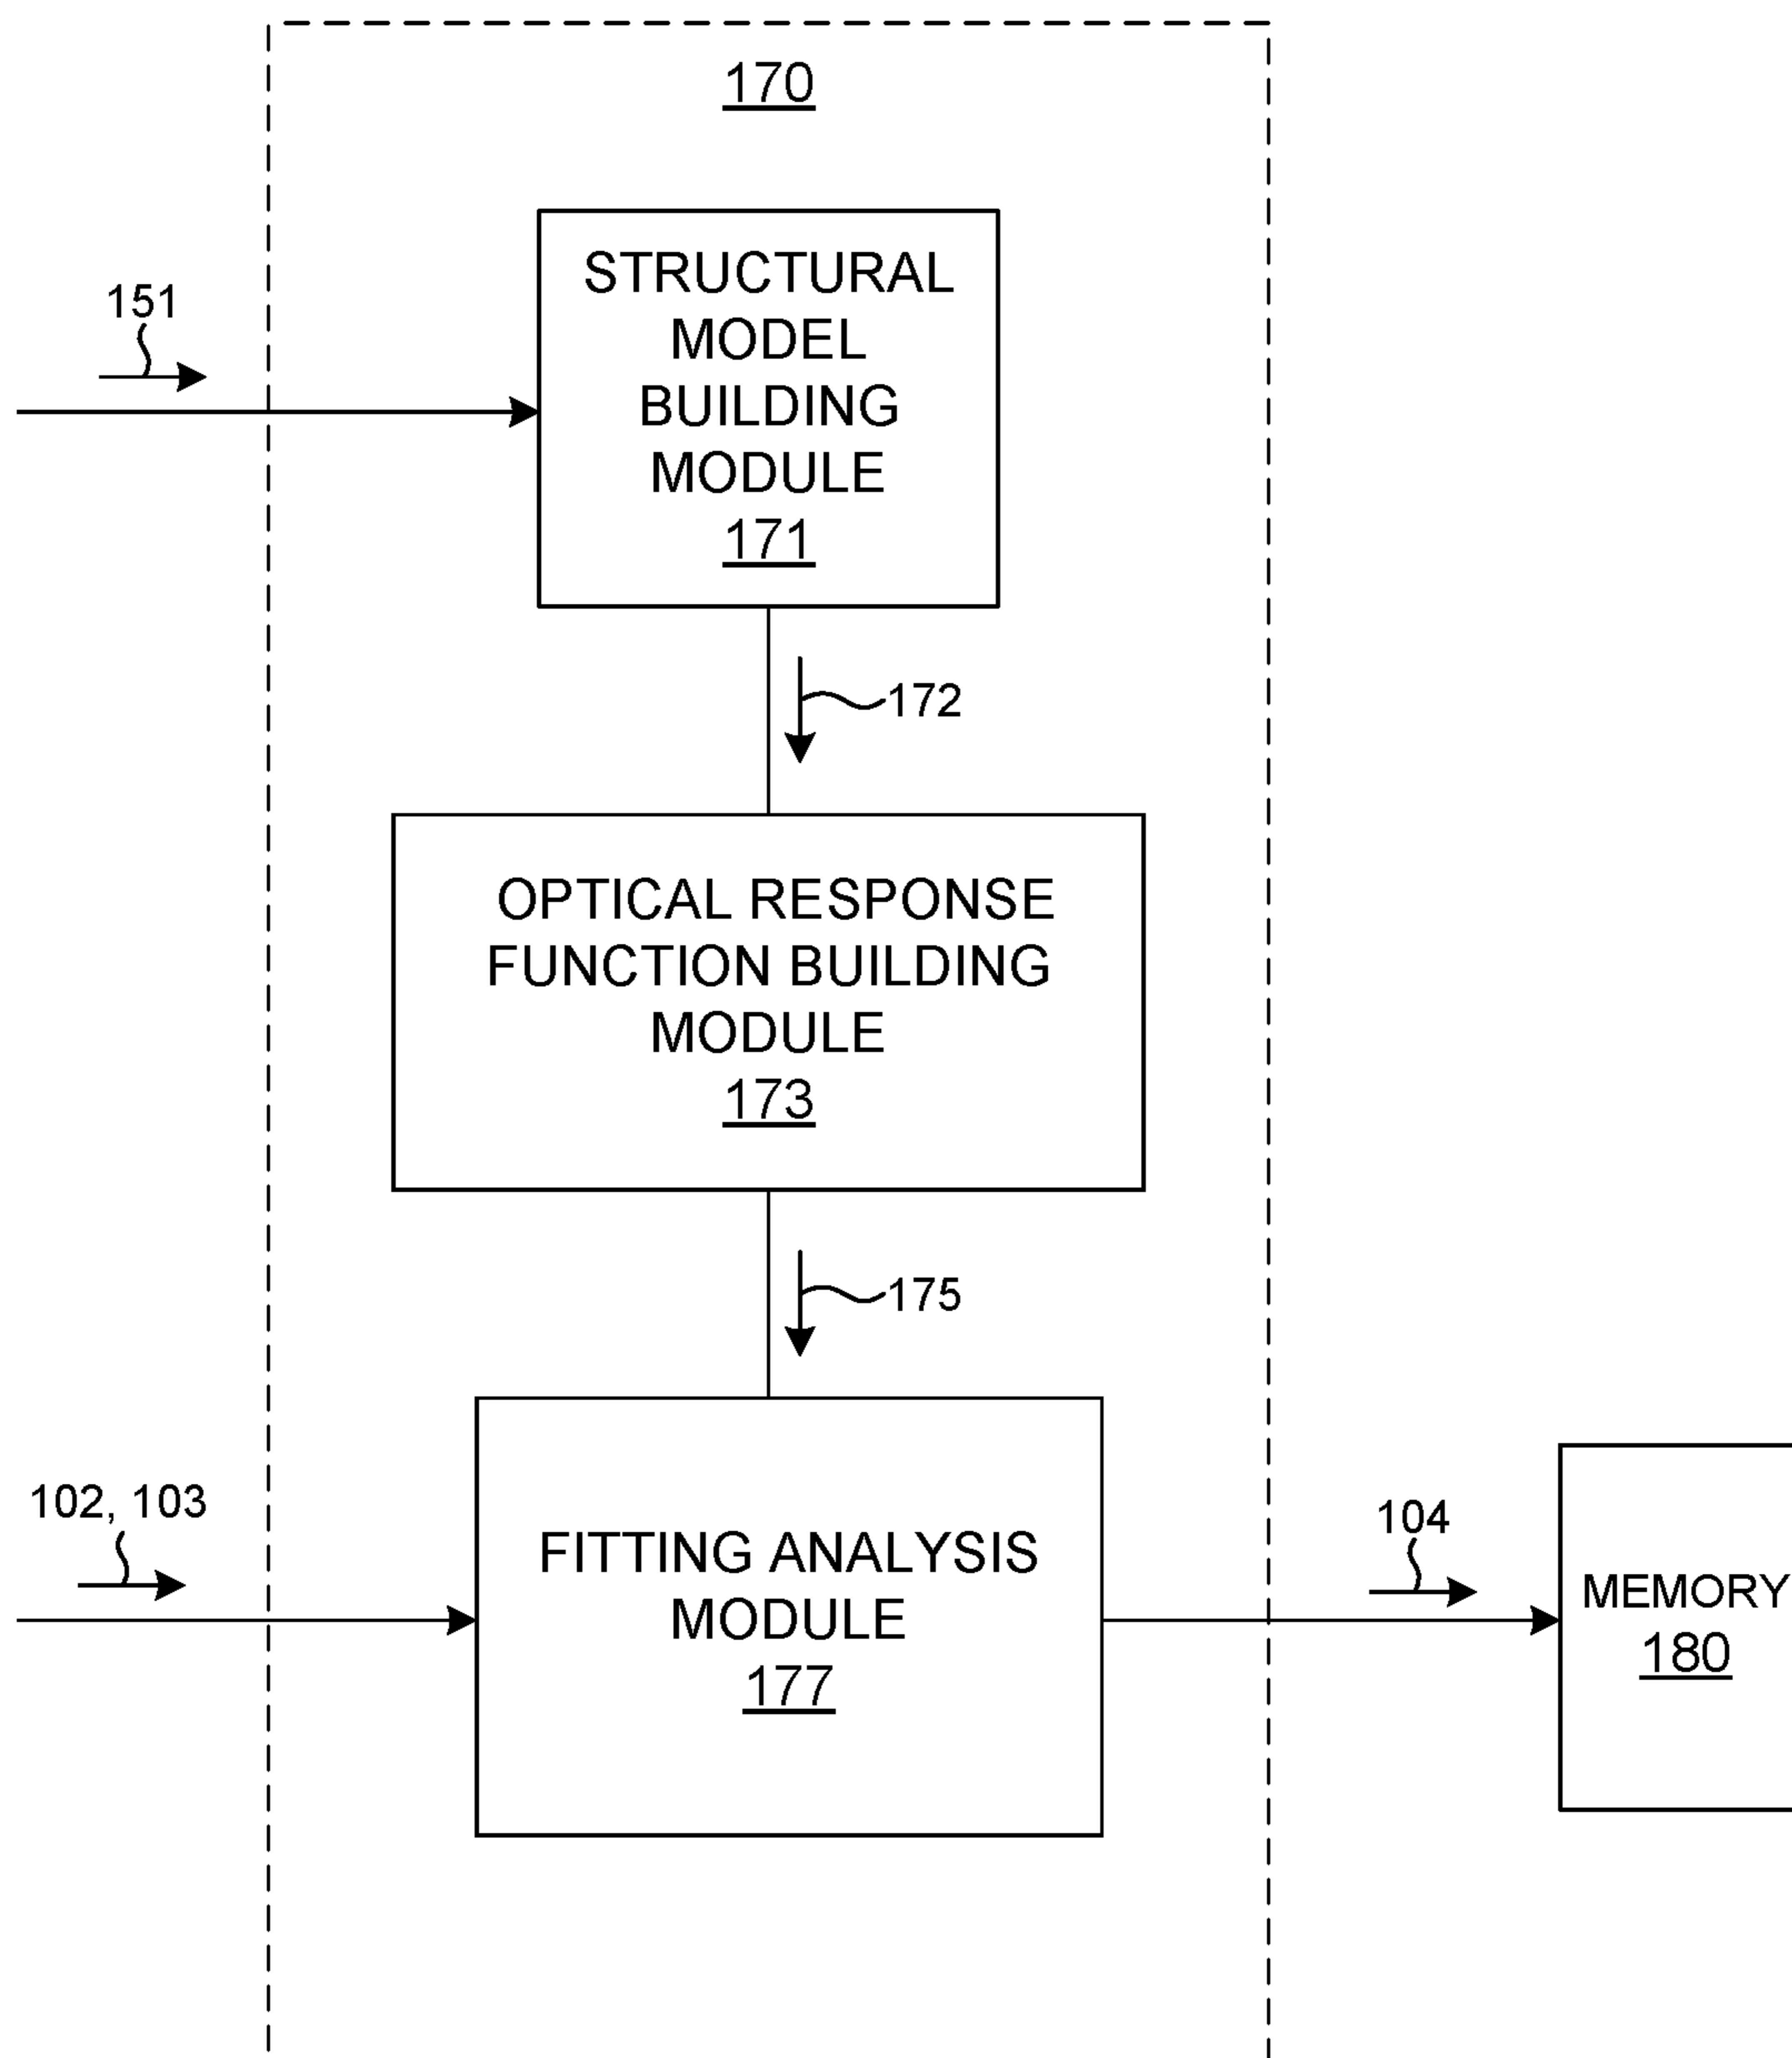 170
STRUCTURAL
MODEL
BUILDING
MODULE
171
151
172
OPTICAL RESPONSE
FUNCTION BUILDING
MODULE
173
175
102, 103
FITTING ANALYSIS
MODULE
177
104
MEMORY
180